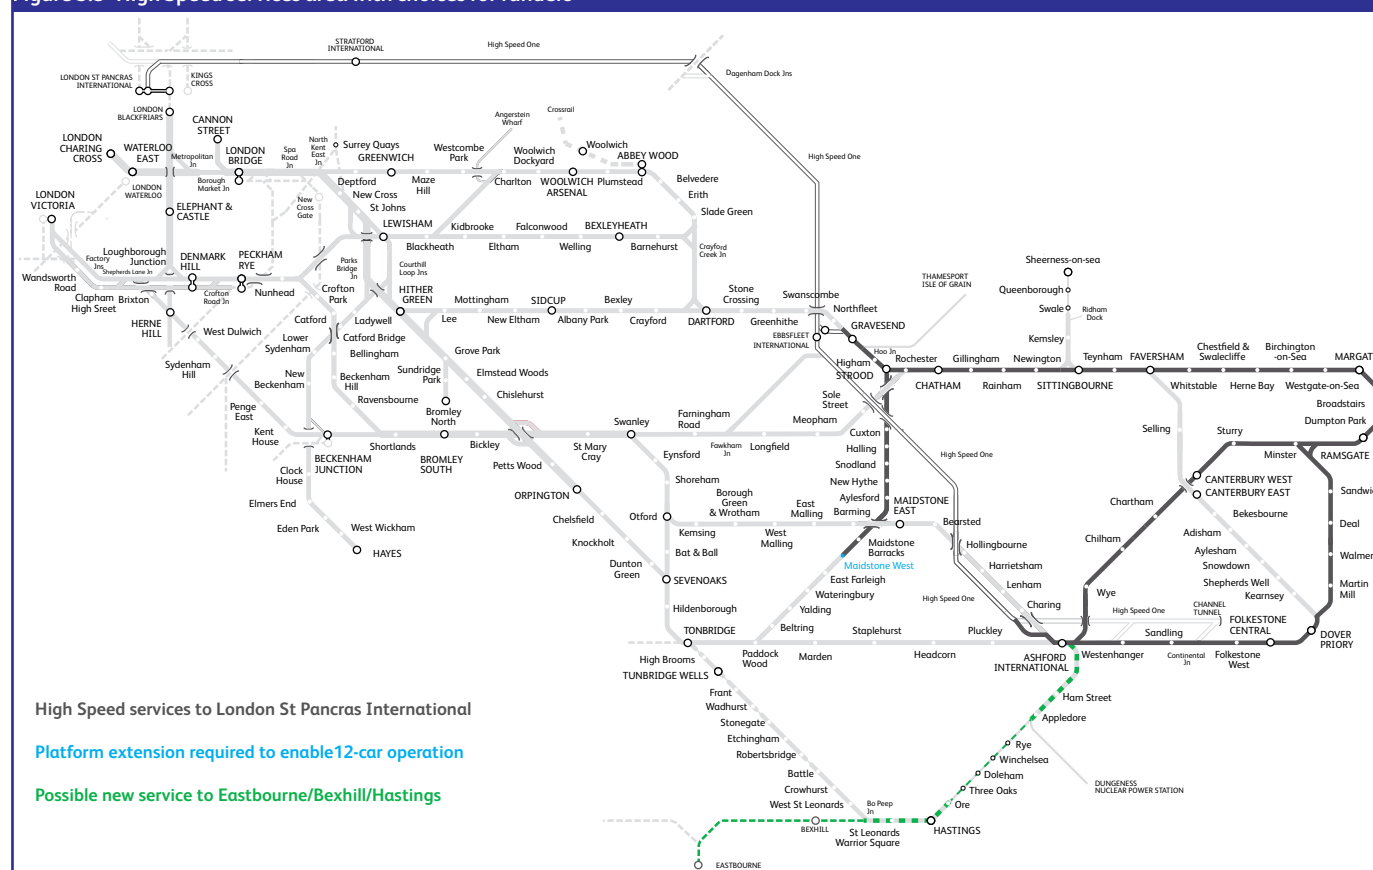 STRATFORD
INTERNATIONAL
High Speed One
LONDON ST PANCRAS
INTERNATIONAL
KINGS
CROSS
Dagenham Dock Jns
LONDON
BLACKFRIARS
CANNON
STREET
Angerstein
Wharf
Crossrail
LONDON
CHARING
CROSS
WATERLOO
EAST
Metropolitan
Jn
LONDON
BRIDGE
Spa
Road
Jn
North
Kent
East
Jn
Surrey Quays
GREENWICH
Westcombe
Park
Woolwich
Dockyard
Woolwich
ABBEY WOOD
High Speed One
LONDON
WATERLOO
Borough
Market Jn
Deptford
Maze
Hill
Charlton
WOOLWICH
ARSENAL
Plumstead
Belvedere
Erith
Slade Green
LONDON
VICTORIA
ELEPHANT &
CASTLE
New
Cross
Gate
New Cross
St Johns
LEWISHAM
Kidbrooke
Falconwood
BEXLEYHEATH
Blackheath
Eltham
Welling
Barnehurst
Crayford
Creek Jn
Loughborough
Junction
DENMARK
HILL
PECKHAM
RYE
Factory
Jns
Shepherds Lane Jn
Parks
Bridge
Jn
Courthill
Loop Jns
Wandsworth
Road
Clapham
High Sreet
Brixton
Crofton
Road Jn
Nunhead
Crofton
Park
HITHER
GREEN
Sheerness-on-sea
THAMESPORT
ISLE OF GRAIN
Queenborough
Swale
Ridham
Dock
Kemsley
HERNE
HILL
West Dulwich
Catford
Ladywell
Catford Bridge
Lee
Mottingham
New Eltham
SIDCUP
Albany Park
Bexley
Crayford
DARTFORD
Stone
Crossing
Greenhithe
Swanscombe
Northfleet
EBBSFLEET
INTERNATIONAL
GRAVESEND
Lower
Sydenham
Bellingham
Grove Park
Higham
Hoo Jn
STROOD
Rochester
Gillingham
Newington
Teynham
FAVERSHAM
Chestfield &
Swalecliffe
Birchington
-on-Sea
MARGAT
Sydenham
Hill
New
Beckenham
Beckenham
Hill
Ravensbourne
Sundridge
Park
Elmstead Woods
Chislehurst
CHATHAM
Rainham
SITTINGBOURNE
Whitstable
Herne Bay
Westgate-on-Sea
Penge
East
Bromley
North
Sole
Street
Broadstairs
Dumpton Park
Kent
House
Farningham
Road
Meopham
Cuxton
Selling
Sturry
BECKENHAM
JUNCTION
Shortlands
BROMLEY
SOUTH
Bickley
St Mary
Cray
Swanley
Eynsford
Fawkham
Jn
Longfield
Halling
High Speed One
Minster
RAMSGATE
Clock
House
Petts Wood
Snodland
Shoreham
New Hythe
CANTERBURY WEST
CANTERBURY EAST
Sandwi
Elmers End
ORPINGTON
Borough
Green
& Wrotham
East
Malling
Aylesford
Barming
MAIDSTONE
EAST
Chartham
Bekesbourne
Eden Park
West Wickham
Chelsfield
Otford
Kemsing
West
Malling
Bearsted
Deal
HAYES
Knockholt
Bat & Ball
Maidstone
Barracks
Hollingbourne
Chilham
Adisham
Aylesham
Walmer
Dunton
Green
SEVENOAKS
Maidstone West
Harrietsham
Snowdown
East Farleigh
Lenham
Shepherds Well
Kearnsey
Martin
Mill
Wateringbury
High Speed One
Charing
Wye
Hildenborough
Yalding
High Speed One
CHANNEL
TUNNEL
TONBRIDGE
Beltring
Staplehurst
Pluckley
FOLKESTONE
CENTRAL
DOVER
PRIORY
High Brooms
TUNBRIDGE WELLS
Paddock
Wood
Marden
Headcorn
ASHFORD
INTERNATIONAL
Westenhanger
Sandling
Continental
Jn
Folkestone
West
Frant
Wadhurst
Ham Street
High Speed services to London St Pancras International
Stonegate
Appledore
Etchingham
Platform extension required to enable12-car operation
Robertsbridge
Rye
Winchelsea
Battle
Doleham
DUNGENESS
NUCLEAR POWER STATION
Possible new service to Eastbourne/Bexhill/Hastings
Crowhurst
Three Oaks
West St Leonards
Bo Peep
Jn
Ore
BEXHILL
St Leonards
Warrior Square
HASTINGS
EASTBOURNE